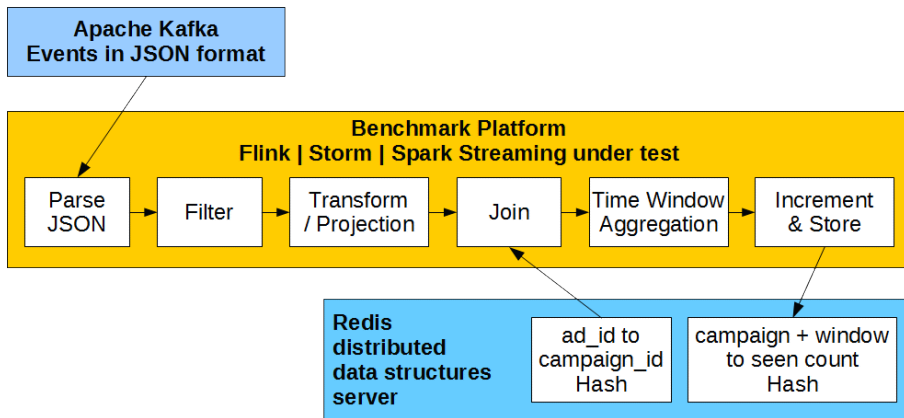 Apache Kafka
Events in JSON format
Benchmark Platform
Flink | Storm | Spark Streaming under test
Parse
JSON
Filter
Transform
/ Projection
Join
Time Window
Aggregation
Increment
& Store
Redis
distributed
data structures
server
ad_id to
campaign_id
Hash
campaign + window
to seen count
Hash